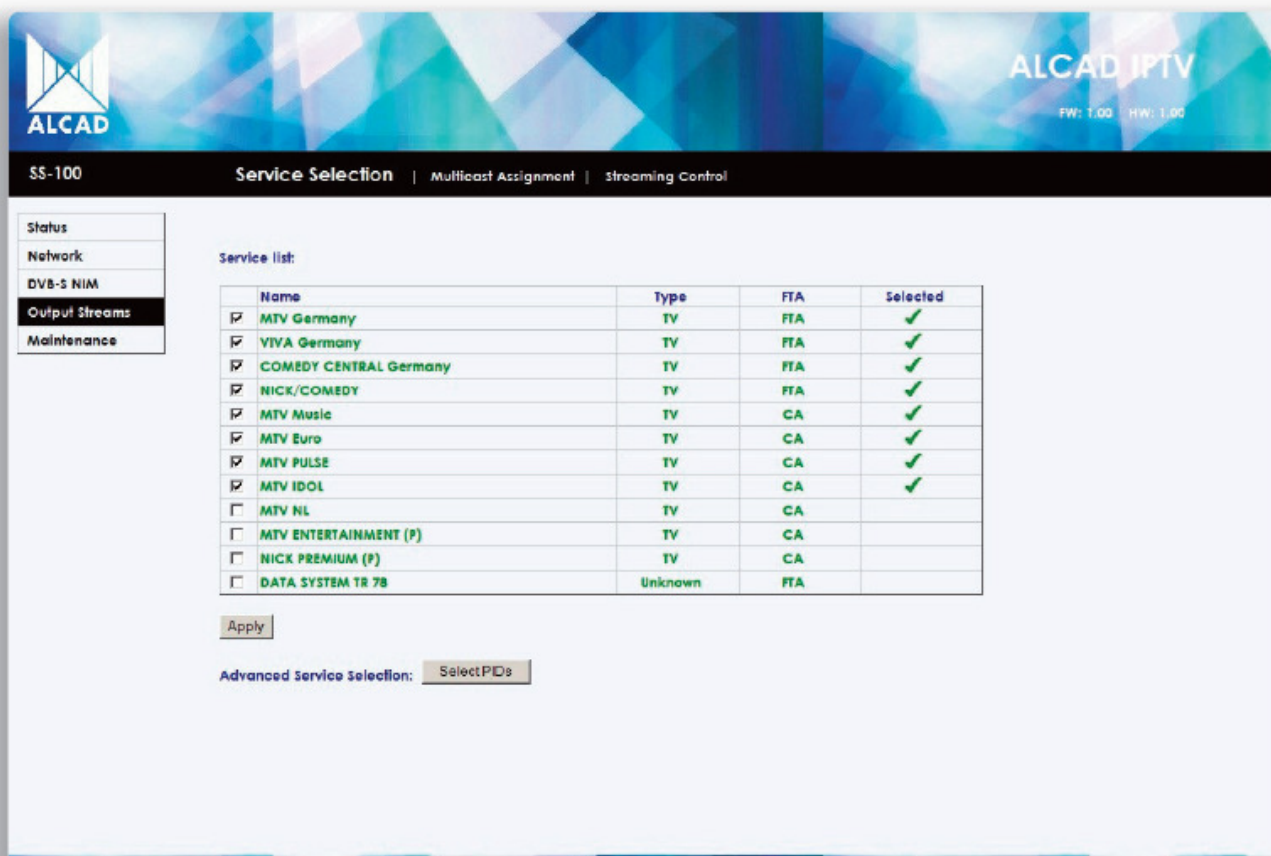 ALCAD
ALCAD IPTV
FW: 1.00 HW: 1.00
SS-100
Service Selection | Multicast Assignment | Streaming Control
Status
Network
DVB-S NIM
Output Streams
Maintenance
Service list:
Name Type FTA Selected
MTV Germany TV FTA
VIVA Germany TV FTA
COMEDY CENTRAL Germany TV FTA
NICK/COMEDY TV FTA
MTV Music TV CA
MTV Euro TV CA
MTV PULSE TV CA
MTV IDOL TV CA
MTV NL TV CA
MTV ENTERTAINMENT (P) TV CA
NICK PREMIUM (P) TV CA
DATA SYSTEM TR 78 Unknown FTA
Apply
Advanced Service Selection: Select PIDs